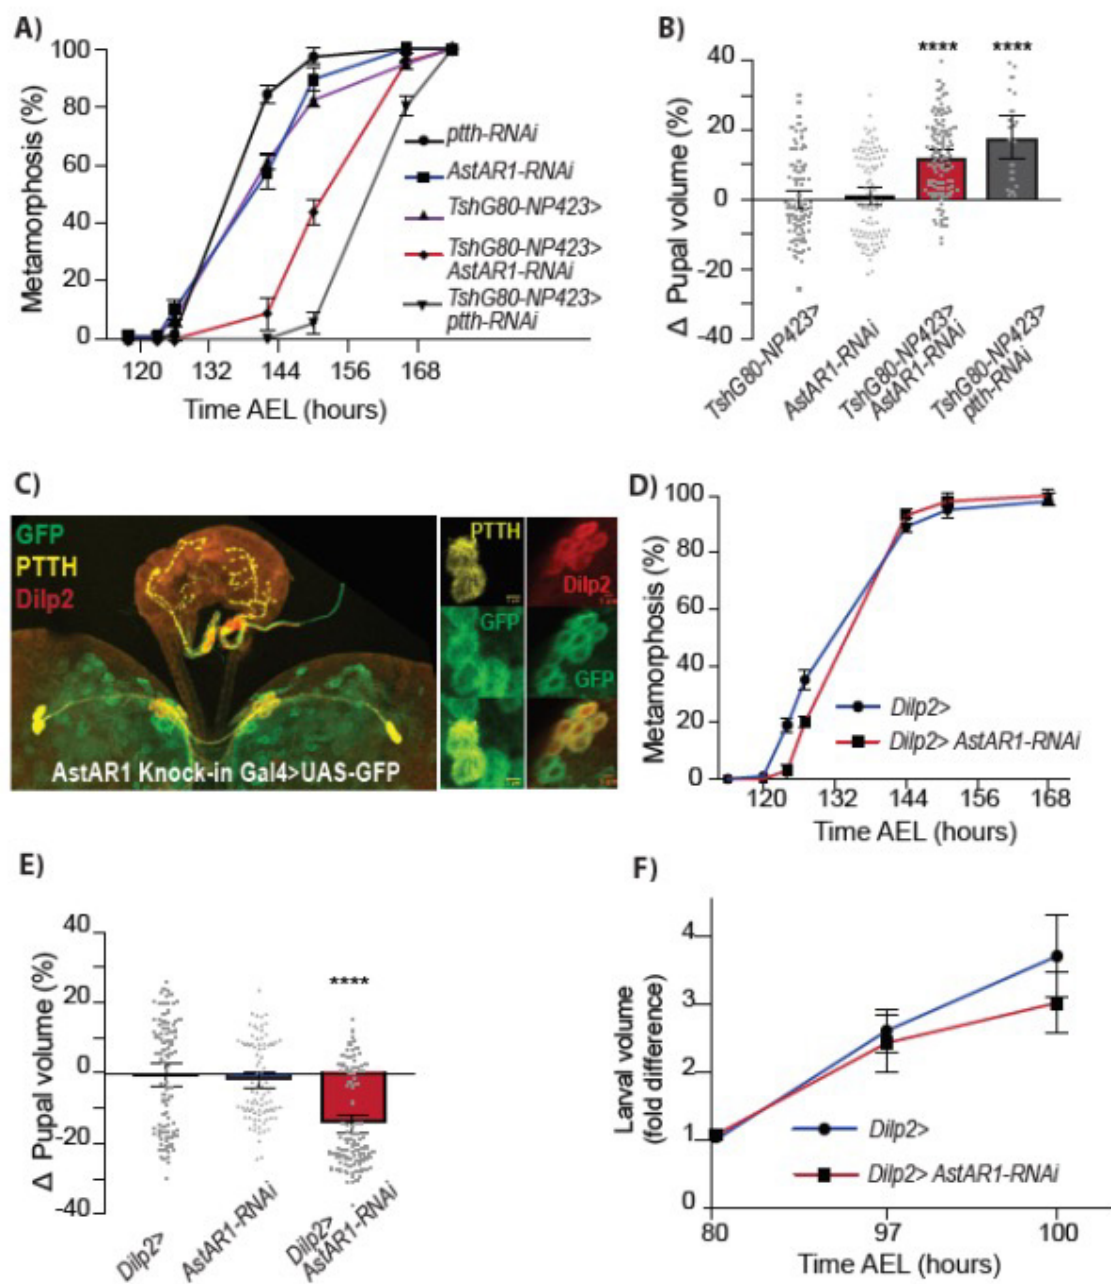 A)
Metamorphosis (%)
100
80
60
40
20
0
120 132 144 156 168
Time AEL (hours)
ptth-RNAi
AstAR1-RNAi
TshG80-NP423>
TshG80-NP423>
AstAR1-RNAi
TshG80-NP423>
ptth-RNAi
B)
Δ Pupal volume (%)
40
20
0
-20
-40
**** ****
TshG80-NP423>
AstAR1-RNAi
TshG80-NP423>
AstAR1-RNAi
TshG80-NP423>
ptth-RNAi
C)
GFP
PTTH
Dilp2
AstAR1 Knock-in Gal4>UAS-GFP
PTTH
Dilp2
GFP
GFP
D)
Metamorphosis (%)
100
80
60
40
20
0
120 132 144 156 168
Time AEL (hours)
Dilp2>
Dilp2> AstAR1-RNAi
E)
Δ Pupal volume (%)
40
20
0
-20
-40
****
Dilp2>
AstAR1-RNAi
Dilp2>
AstAR1-RNAi
F)
Larval volume
(fold difference)
4
3
2
1
0
80 97 100
Time AEL (hours)
Dilp2>
Dilp2> AstAR1-RNAi